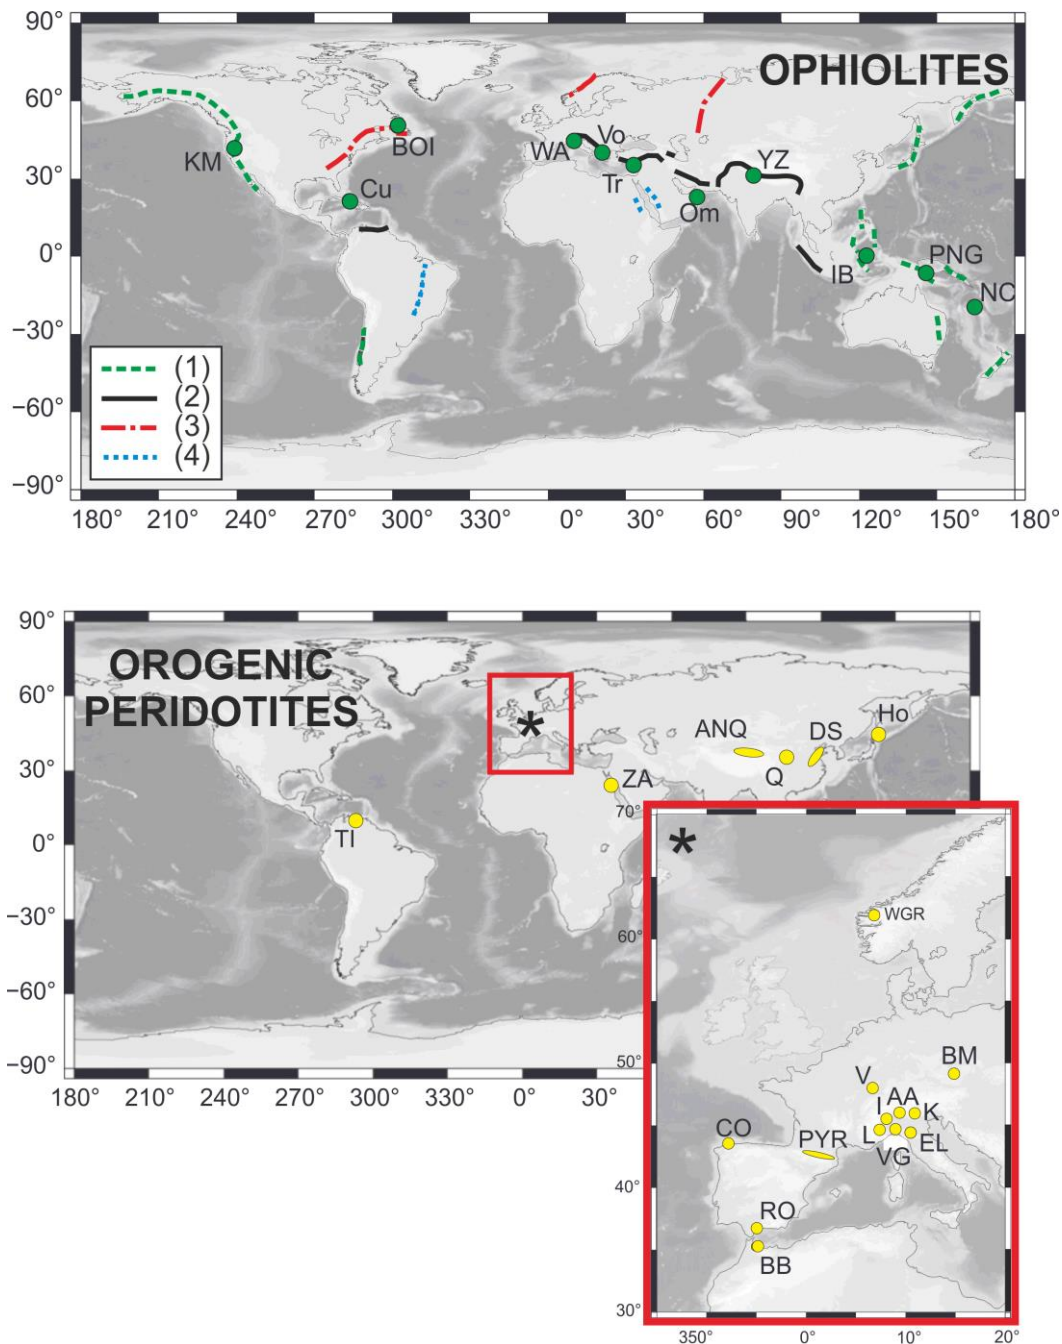 90°
60°
30°
0°
−30°
−60°
−90°
OPHIOLITES
KM
BOI
Cu
WA
Vo
Tr
Om
YZ
IB
PNG
NC
(1)
(2)
(3)
(4)
180° 210° 240° 270° 300° 330° 0° 30° 60° 90° 120° 150° 180°
90°
60°
30°
0°
−30°
−60°
−90°
OROGENIC
PERIDOTITES
*
ANQ
DS
Ho
Q
ZA
TI
180° 210° 240° 270° 300° 330° 0° 30°
70°
60°
50°
40°
30°
*
WGR
BM
V
I
AA
K
L
VG
EL
CO
PYR
RO
BB
350° 0° 10° 20°